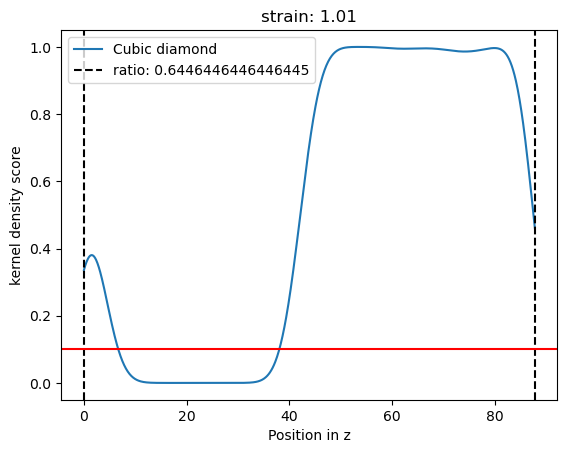 strain: 1.01
Cubic diamond
ratio: 0.6446446446446445
kernel density score
1.0
0.8
0.6
0.4
0.2
0.0
0 20 40 60 80
Position in z